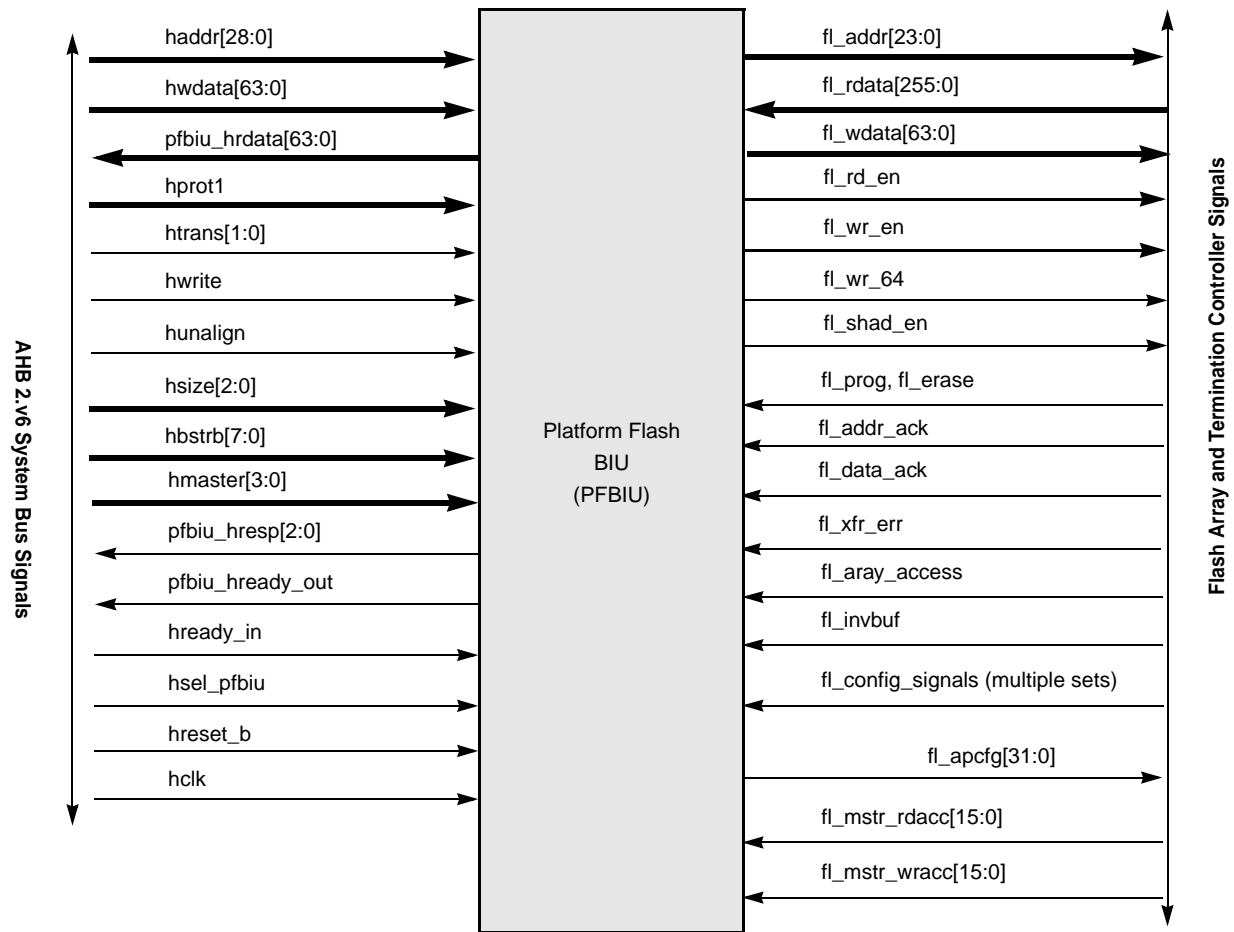 AHB 2.v6 System Bus Signals
haddr[28:0]
hwdata[63:0]
pfbiu_hrdata[63:0]
hprot1
htrans[1:0]
hwrite
hunalign
hsize[2:0]
hbstrb[7:0]
hmaster[3:0]
pfbiu_hresp[2:0]
pfbiu_hready_out
hready_in
hsel_pfbiu
hreset_b
hclk
Platform Flash
BIU
(PFBIU)
fl_addr[23:0]
fl_rdata[255:0]
fl_wdata[63:0]
fl_rd_en
fl_wr_en
fl_wr_64
fl_shad_en
fl_prog, fl_erase
fl_addr_ack
fl_data_ack
fl_xfr_err
fl_aray_access
fl_invbuf
fl_config_signals (multiple sets)
fl_apcfg[31:0]
fl_mstr_rdacc[15:0]
fl_mstr_wracc[15:0]
Flash Array and Termination Controller Signals